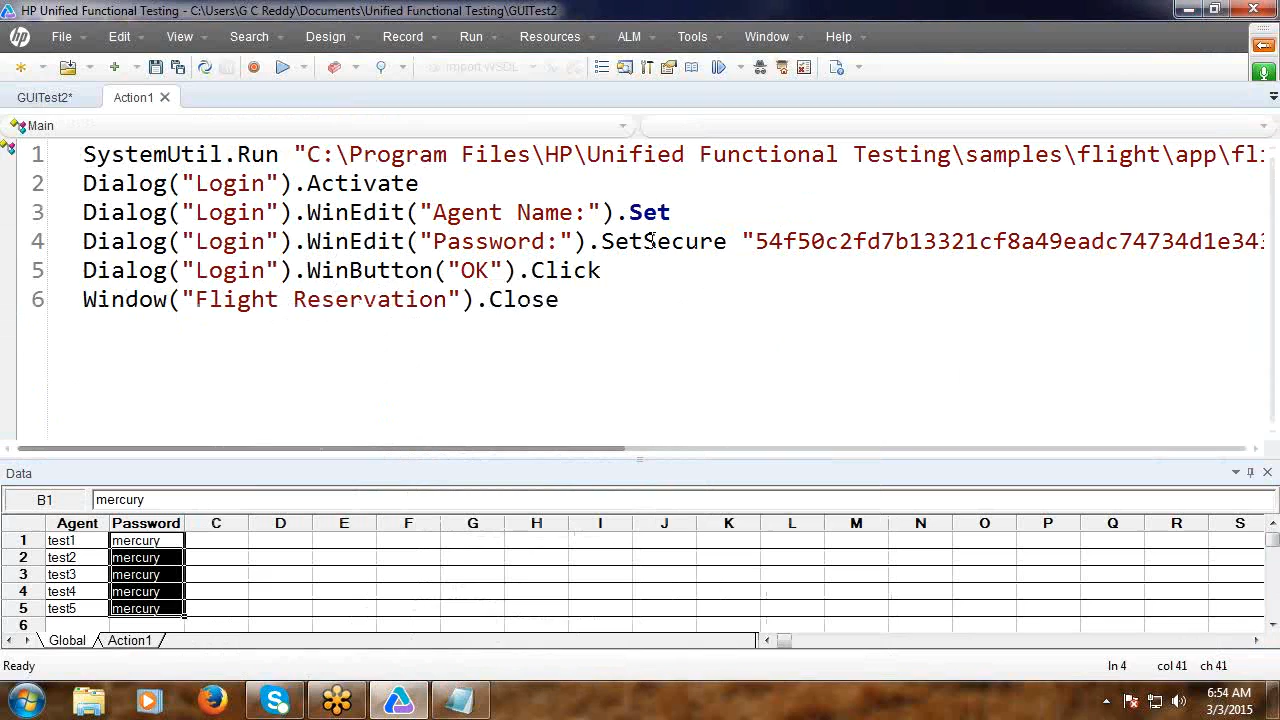 HP Unified Functional Testing - C:\Users\G C Reddy\Documents\Unified Functional Testing\GUITest2
hp File Edit View Search Design Record Run Resources ALM Tools Window Help
Import WSDL
GUITest2* Action1
Main
1 SystemUtil.Run "C:\Program Files\HP\Unified Functional Testing\samples\flight\app\fli
2 Dialog("Login").Activate
3 Dialog("Login").WinEdit("Agent Name:").Set
4 Dialog("Login").WinEdit("Password:").SetSecure "54f50c2fd7b13321cf8a49eadc74734d1e343
5 Dialog("Login").WinButton("OK").Click
6 Window("Flight Reservation").Close
Data
B1 mercury
Agent Password C D E F G H I J K L M N O P Q R S
1 test1 mercury
2 test2 mercury
3 test3 mercury
4 test4 mercury
5 test5 mercury
6
Global Action1
Ready ln 4 col 41 ch 41
6:54 AM
3/3/2015